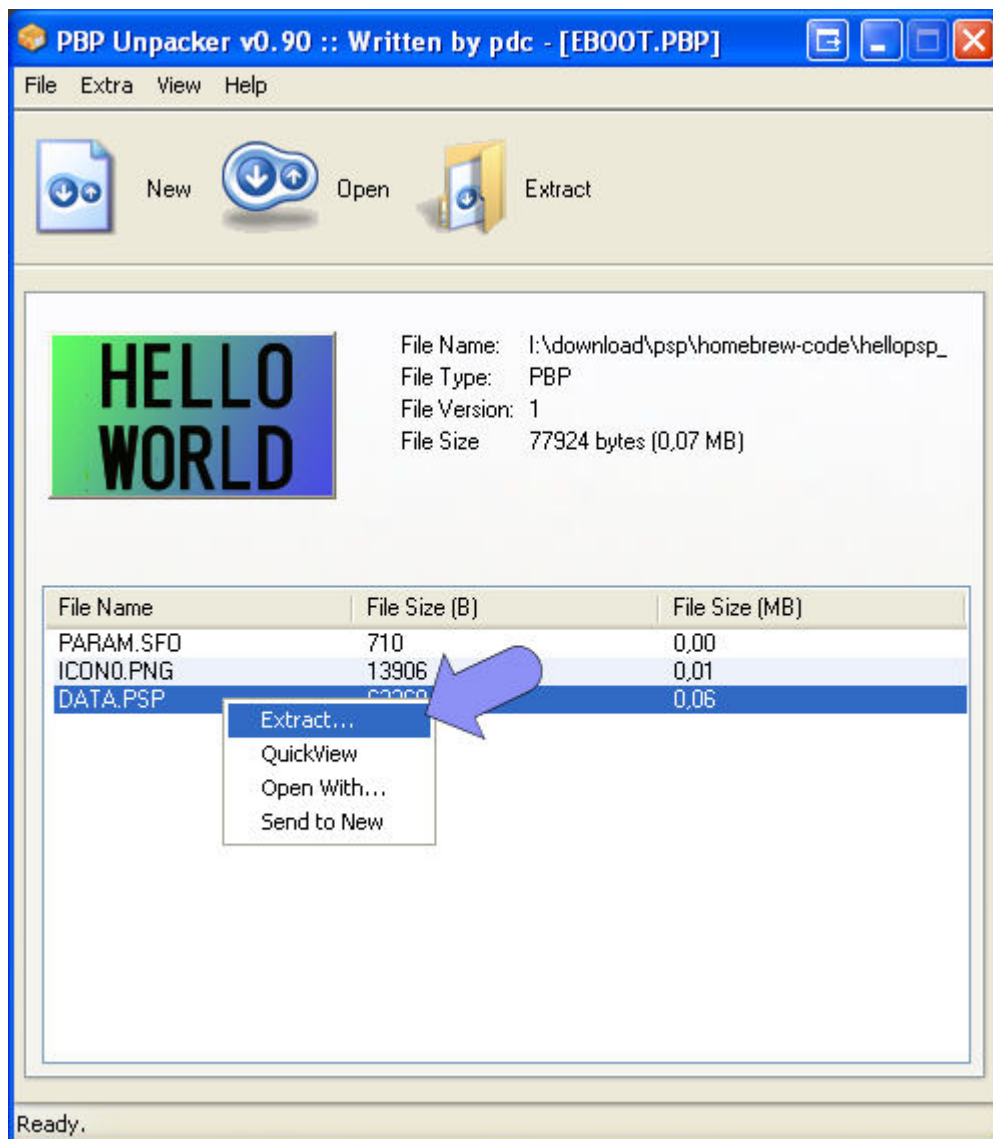 PBP Unpacker v0.90 :: Written by pdc - [EBOOT.PBP]
File Extra View Help
New Open Extract
HELLO
WORLD
File Name: I:\download\psp\homebrew-code\hellopsp_
File Type: PBP
File Version: 1
File Size 77924 bytes (0,07 MB)
File Name File Size (B) File Size (MB)
PARAM.SFO 710 0,00
ICON0.PNG 13906 0,01
DATA.PSP 0,06
Extract...
QuickView
Open With...
Send to New
Ready.